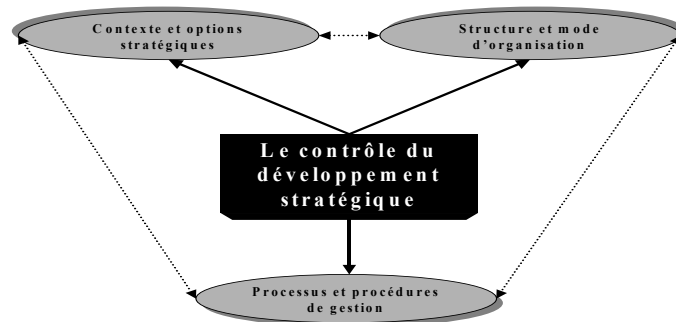 Contexte et options
stratégiques
Structure et mode
d'organisation
Le contrôle du
développement
stratégique
Processus et procédures
de gestion